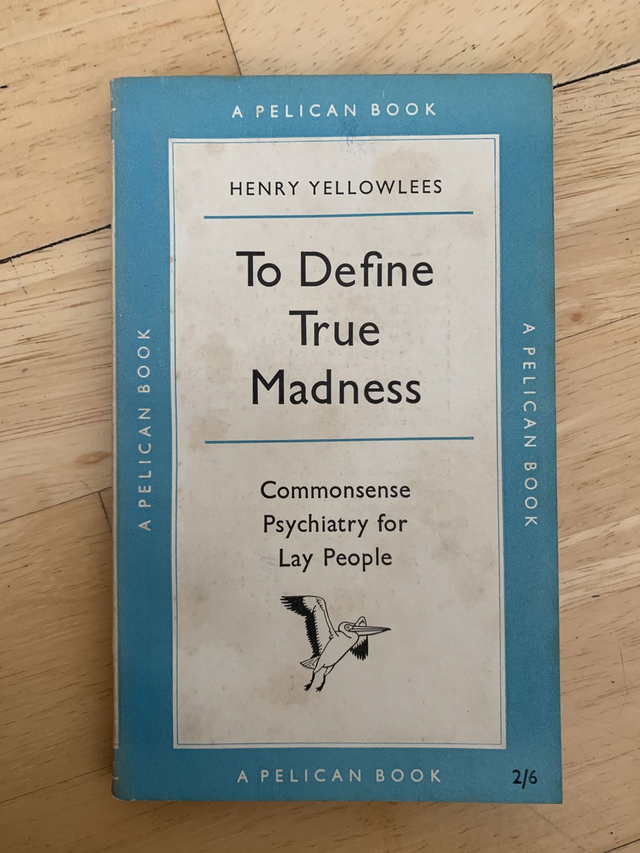 A PELICAN BOOK
HENRY YELLOWLEES
To Define
True
Madness
Commonsense
Psychiatry for
Lay People
A PELICAN BOOK
A PELICAN BOOK
A PELICAN BOOK
2/6